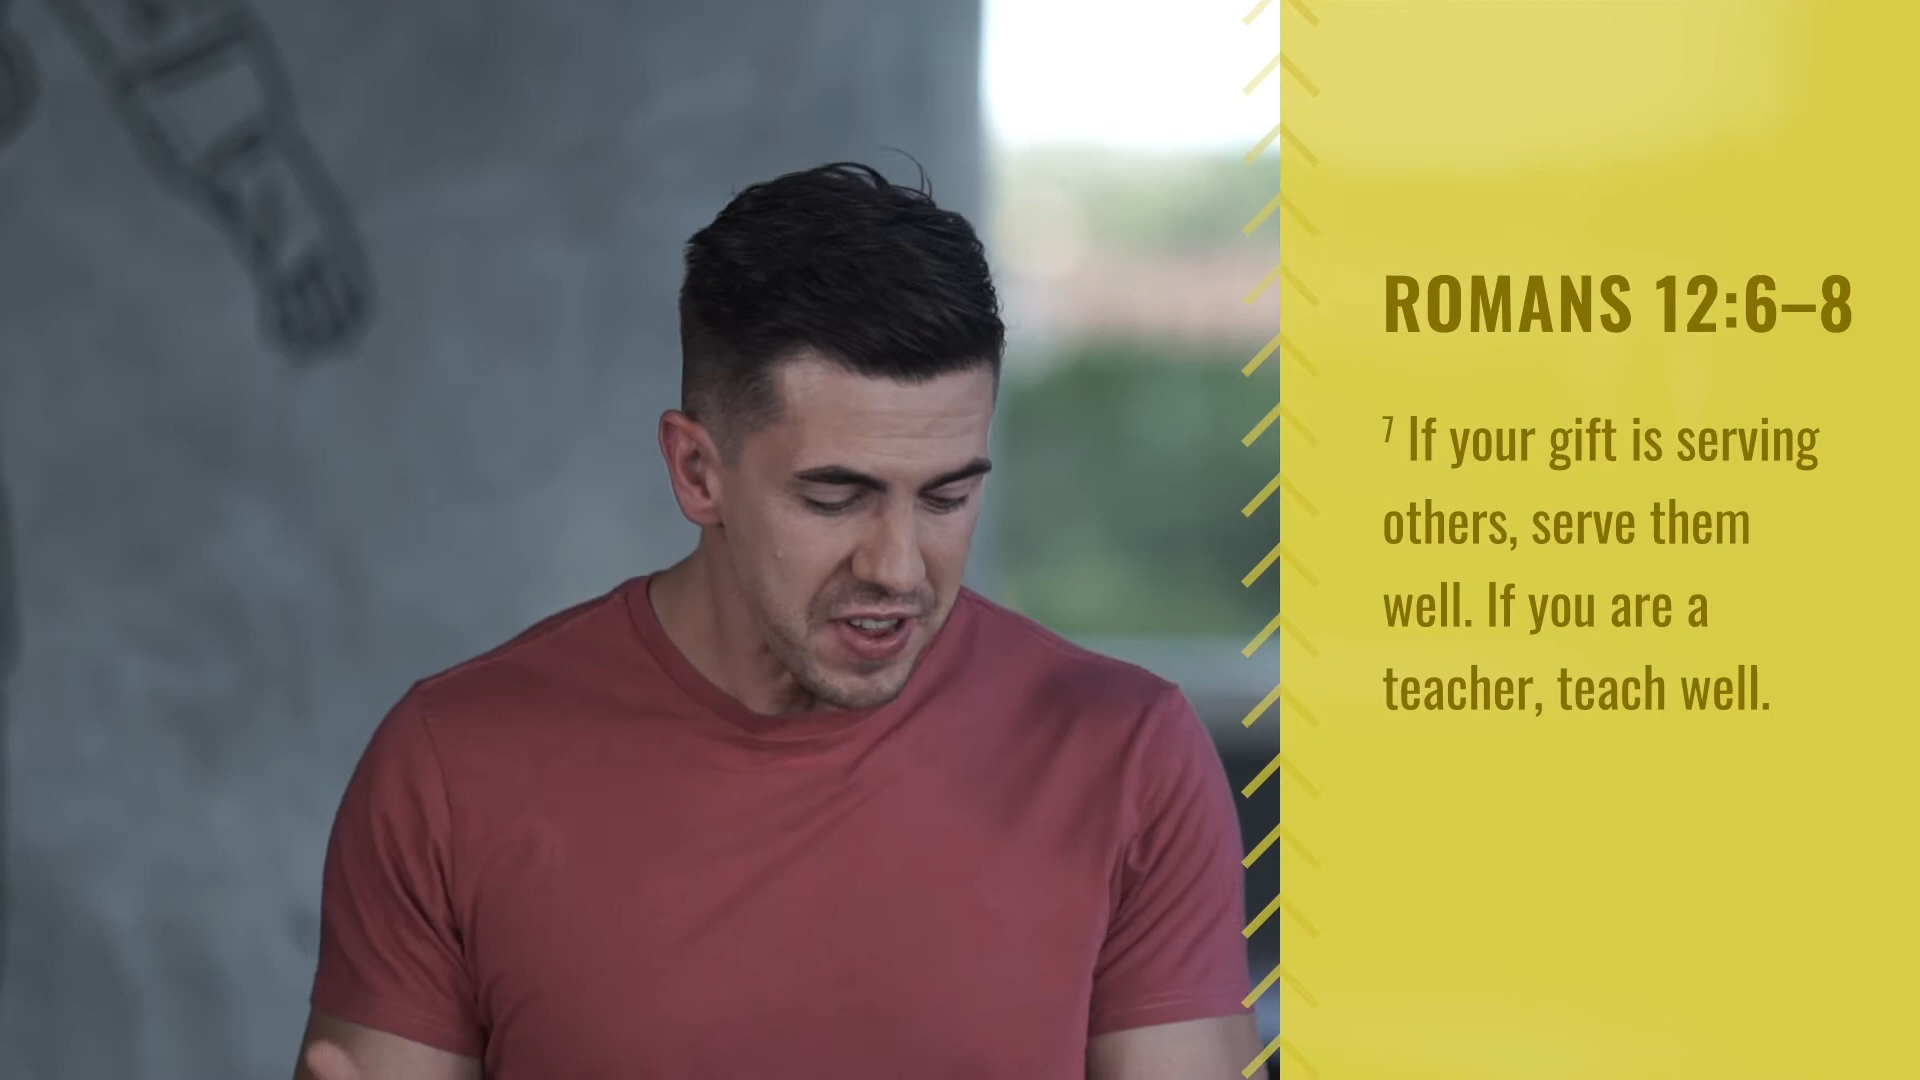 ROMANS 12:6–8
⁷ If your gift is serving
others, serve them
well. If you are a
teacher, teach well.